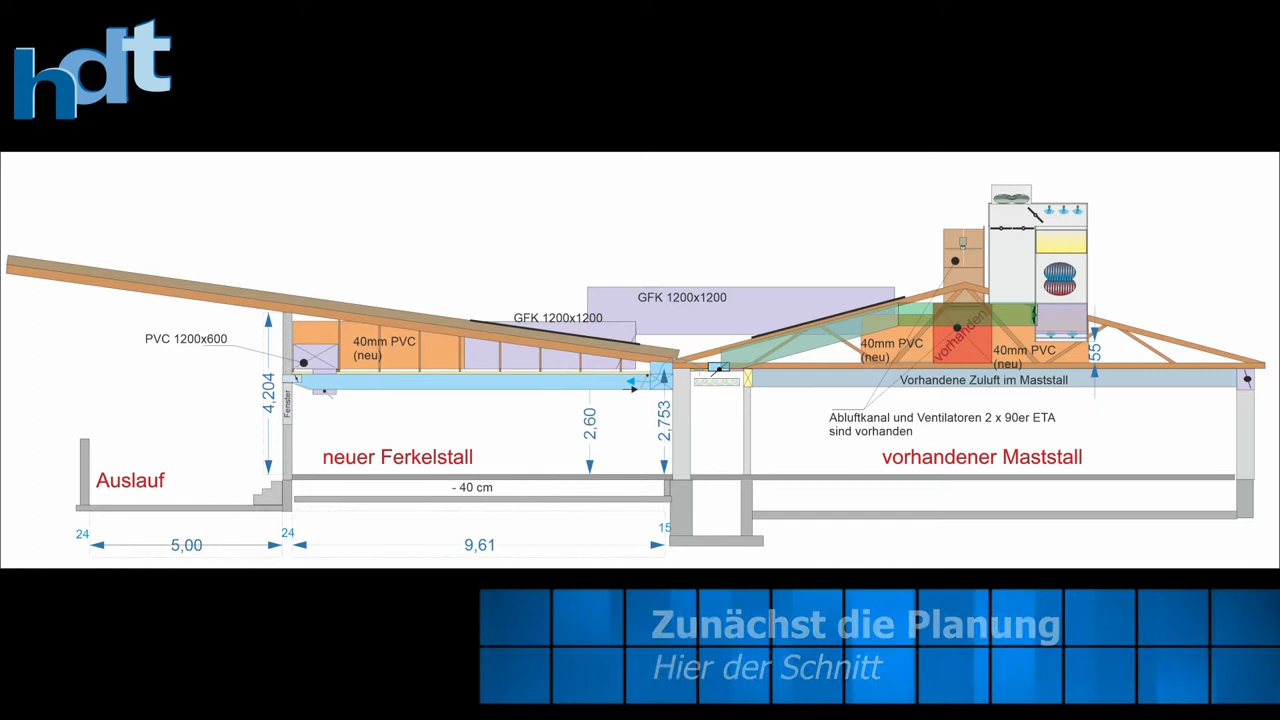 hdt
GFK 1200x1200
GFK 1200x1200
PVC 1200x600
40mm PVC
(neu)
40mm PVC
(neu)
vorhanden
40mm PVC
(neu)
55
Vorhandene Zuluft im Maststall
4,204
Fenster
2,60
2,753
Abluftkanal und Ventilatoren 2 x 90er ETA
sind vorhanden
Auslauf
neuer Ferkelstall
vorhandener Maststall
- 40 cm
24
5,00
24
9,61
15
Zunächst die Planung
Hier der Schnitt